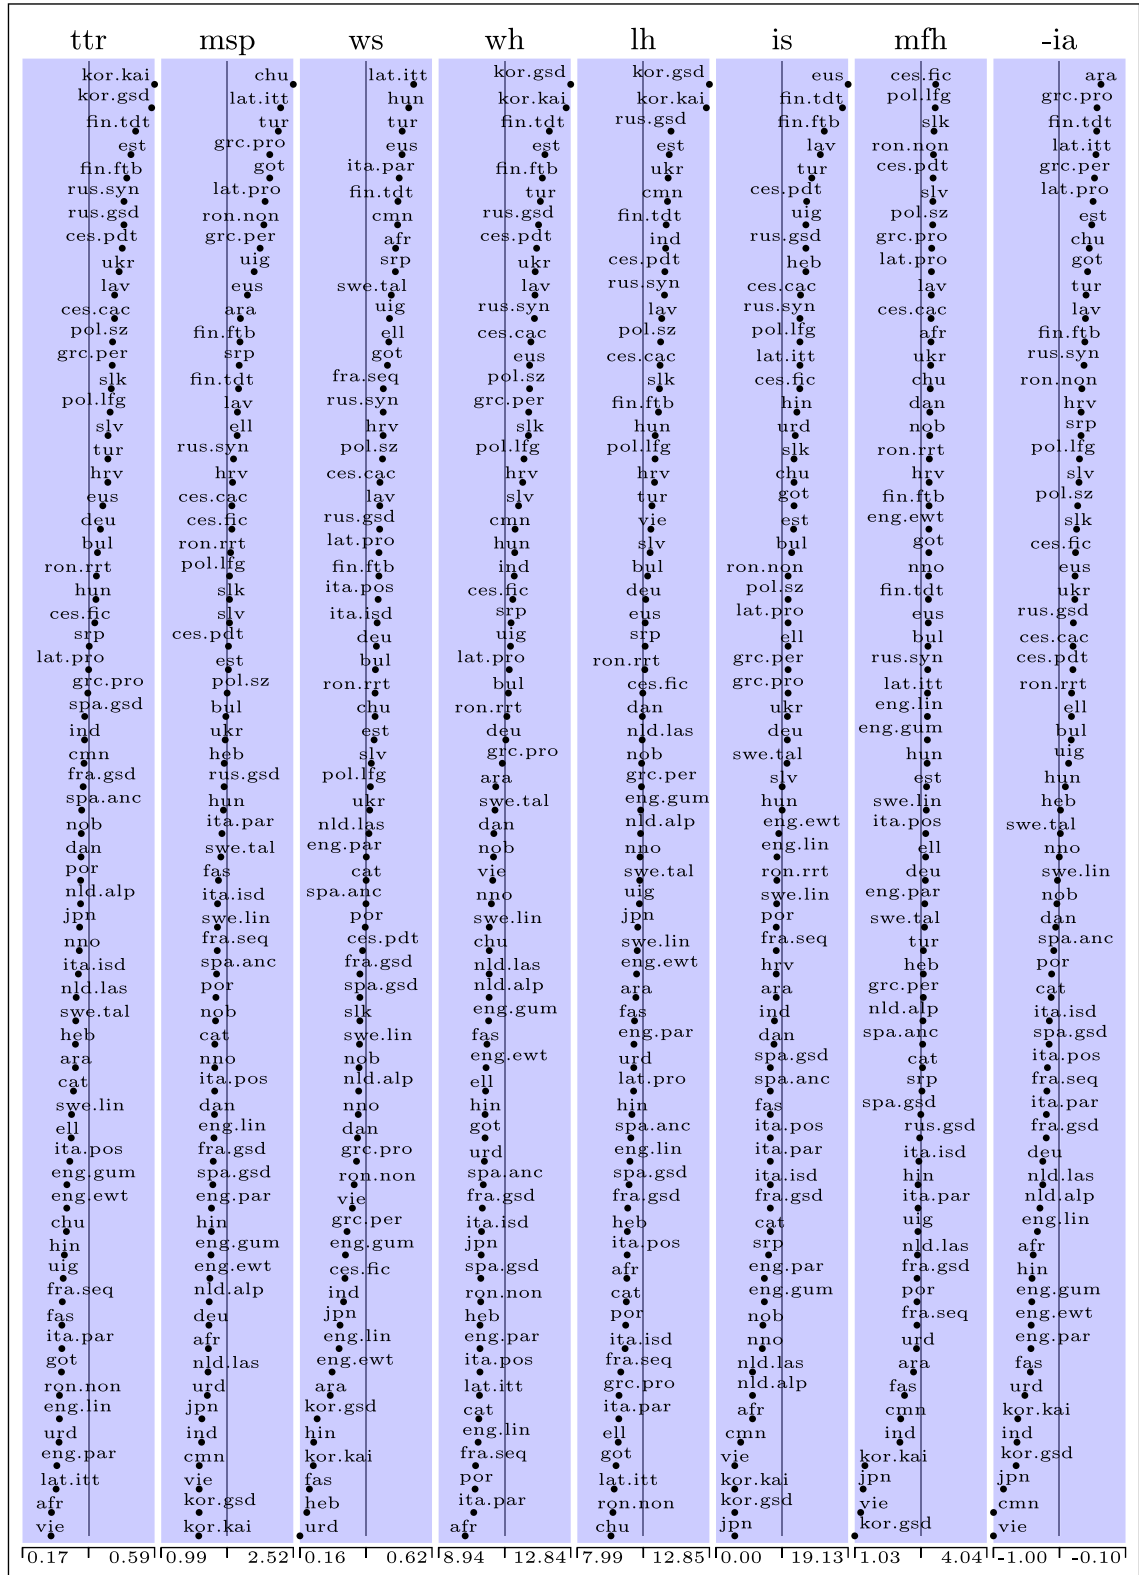 ttr msp ws wh lh is mfh -ia
kor.kai chu lat.itt kor.gsd kor.gsd eus ces.fic ara
kor.gsd lat.itt hun kor.kai kor.kai fin.tdt pol.lfg grc.pro
fin.tdt tur tur fin.tdt rus.gsd fin.ftb slk fin.tdt
est grc.pro eus est est lav ron.non lat.itt
fin.ftb got ita.par fin.ftb ukr tur ces.pdt grc.per
rus.syn lat.pro fin.tdt tur cmn ces.pdt slv lat.pro
rus.gsd ron.non cmn rus.gsd fin.tdt uig pol.sz est
ces.pdt grc.per afr ces.pdt ind rus.gsd grc.pro chu
ukr uig srp ukr ces.pdt heb lat.pro got
lav eus swe.tal lav rus.syn ces.cac lav tur
ces.cac ara uig rus.syn lav rus.syn ces.cac lav
pol.sz fin.ftb ell ces.cac pol.sz pol.lfg afr fin.ftb
grc.per srp got eus ces.cac lat.itt ukr rus.syn
slk fin.tdt fra.seq pol.sz slk ces.fic chu ron.non
pol.lfg lav rus.syn grc.per fin.ftb hin dan hrv
slv ell hrv slk hun urd nob srp
tur rus.syn pol.sz pol.lfg pol.lfg slk ron.rrt pol.lfg
hrv hrv ces.cac hrv hrv chu hrv slv
eus ces.cac lav slv tur got fin.ftb pol.sz
deu ces.fic rus.gsd cmn vie est eng.ewt slk
bul ron.rrt lat.pro hun slv bul got ces.fic
ron.rrt pol.lfg fin.ftb ind bul ron.non nno eus
hun slk ita.pos ces.fic deu pol.sz fin.tdt ukr
ces.fic slv ita.isd srp eus lat.pro eus rus.gsd
srp ces.pdt deu uig srp ell bul ces.cac
lat.pro est bul lat.pro ron.rrt grc.per rus.syn ces.pdt
grc.pro pol.sz ron.rrt bul ces.fic grc.pro lat.itt ron.rrt
spa.gsd bul chu ron.rrt dan ukr eng.lin ell
ind ukr est deu nld.las deu eng.gum bul
cmn heb slv grc.pro nob swe.tal hun uig
fra.gsd rus.gsd pol.lfg ara grc.per slv est hun
spa.anc hun ukr swe.tal eng.gum hun swe.lin heb
nob ita.par nld.las dan nld.alp eng.ewt ita.pos swe.tal
dan swe.tal eng.par nob nno eng.lin ell nno
por fas cat vie swe.tal ron.rrt deu swe.lin
nld.alp ita.isd spa.anc nno uig swe.lin eng.par nob
jpn swe.lin por swe.lin jpn por swe.tal dan
nno fra.seq ces.pdt chu swe.lin fra.seq tur spa.anc
ita.isd spa.anc fra.gsd nld.las eng.ewt hrv heb por
nld.las por spa.gsd nld.alp ara ara grc.per cat
swe.tal nob slk eng.gum fas ind nld.alp ita.isd
heb cat swe.lin fas eng.par dan spa.anc spa.gsd
ara nno nob eng.ewt urd spa.gsd cat ita.pos
cat ita.pos nld.alp ell lat.pro spa.anc srp fra.seq
swe.lin dan nno hin hin fas spa.gsd ita.par
ell eng.lin dan got spa.anc ita.pos rus.gsd fra.gsd
ita.pos fra.gsd grc.pro urd eng.lin ita.par ita.isd deu
eng.gum spa.gsd ron.non spa.anc spa.gsd ita.isd hin nld.las
eng.ewt eng.par vie fra.gsd fra.gsd fra.gsd ita.par nld.alp
chu hin grc.per ita.isd heb cat uig eng.lin
hin eng.gum eng.gum jpn ita.pos srp nld.las afr
uig eng.ewt ces.fic spa.gsd afr eng.par fra.gsd hin
fra.seq nld.alp ind ron.non cat eng.gum por eng.gum
fas deu jpn heb por nob fra.seq eng.ewt
ita.par afr eng.lin eng.par ita.isd nno urd eng.par
got nld.las eng.ewt ita.pos fra.seq nld.las ara fas
ron.non urd ara lat.itt grc.pro nld.alp fas urd
eng.lin jpn kor.gsd cat ita.par afr cmn kor.kai
urd ind hin eng.lin ell cmn ind ind
eng.par cmn kor.kai fra.seq got vie kor.kai kor.gsd
lat.itt vie fas por lat.itt kor.kai jpn jpn
afr kor.gsd heb ita.par ron.non kor.gsd vie cmn
vie kor.kai urd afr chu jpn kor.gsd vie
0.17 0.59 0.99 2.52 0.16 0.62 8.94 12.84 7.99 12.85 0.00 19.13 1.03 4.04 -1.00 -0.10